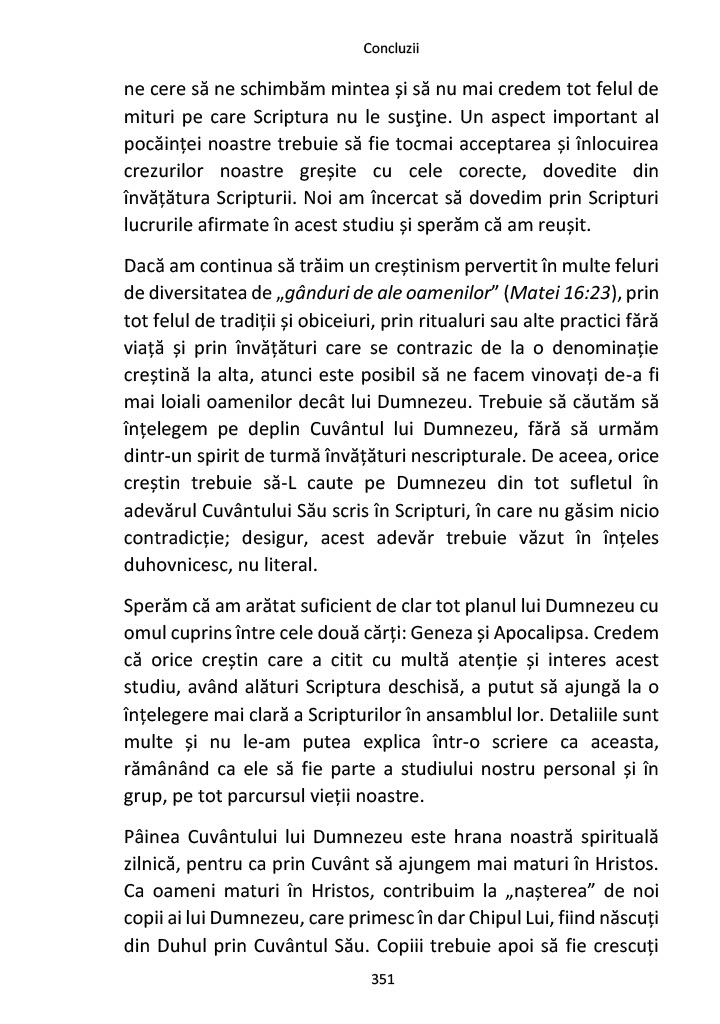 Concluzii
ne cere să ne schimbăm mintea și să nu mai credem tot felul de
mituri pe care Scriptura nu le susţine. Un aspect important al
pocăinței noastre trebuie să fie tocmai acceptarea și înlocuirea
crezurilor noastre greșite cu cele corecte, dovedite din
învățătura Scripturii. Noi am încercat să dovedim prin Scripturi
lucrurile afirmate în acest studiu și sperăm că am reușit.
Dacă am continua să trăim un creștinism pervertit în multe feluri
de diversitatea de „gânduri de ale oamenilor” (Matei 16:23), prin
tot felul de tradiții și obiceiuri, prin ritualuri sau alte practici fără
viață și prin învățături care se contrazic de la o denominație
creștină la alta, atunci este posibil să ne facem vinovați de-a fi
mai loiali oamenilor decât lui Dumnezeu. Trebuie să căutăm să
înțelegem pe deplin Cuvântul lui Dumnezeu, fără să urmăm
dintr-un spirit de turmă învățături nescripturale. De aceea, orice
creștin trebuie să-L caute pe Dumnezeu din tot sufletul în
adevărul Cuvântului Său scris în Scripturi, în care nu găsim nicio
contradicție; desigur, acest adevăr trebuie văzut în înțeles
duhovnicesc, nu literal.
Sperăm că am arătat suficient de clar tot planul lui Dumnezeu cu
omul cuprins între cele două cărți: Geneza și Apocalipsa. Credem
că orice creștin care a citit cu multă atenție și interes acest
studiu, având alături Scriptura deschisă, a putut să ajungă la o
înțelegere mai clară a Scripturilor în ansamblul lor. Detaliile sunt
multe și nu le-am putea explica într-o scriere ca aceasta,
rămânând ca ele să fie parte a studiului nostru personal și în
grup, pe tot parcursul vieții noastre.
Pâinea Cuvântului lui Dumnezeu este hrana noastră spirituală
zilnică, pentru ca prin Cuvânt să ajungem mai maturi în Hristos.
Ca oameni maturi în Hristos, contribuim la „nașterea” de noi
copii ai lui Dumnezeu, care primesc în dar Chipul Lui, fiind născuți
din Duhul prin Cuvântul Său. Copiii trebuie apoi să fie crescuți
351